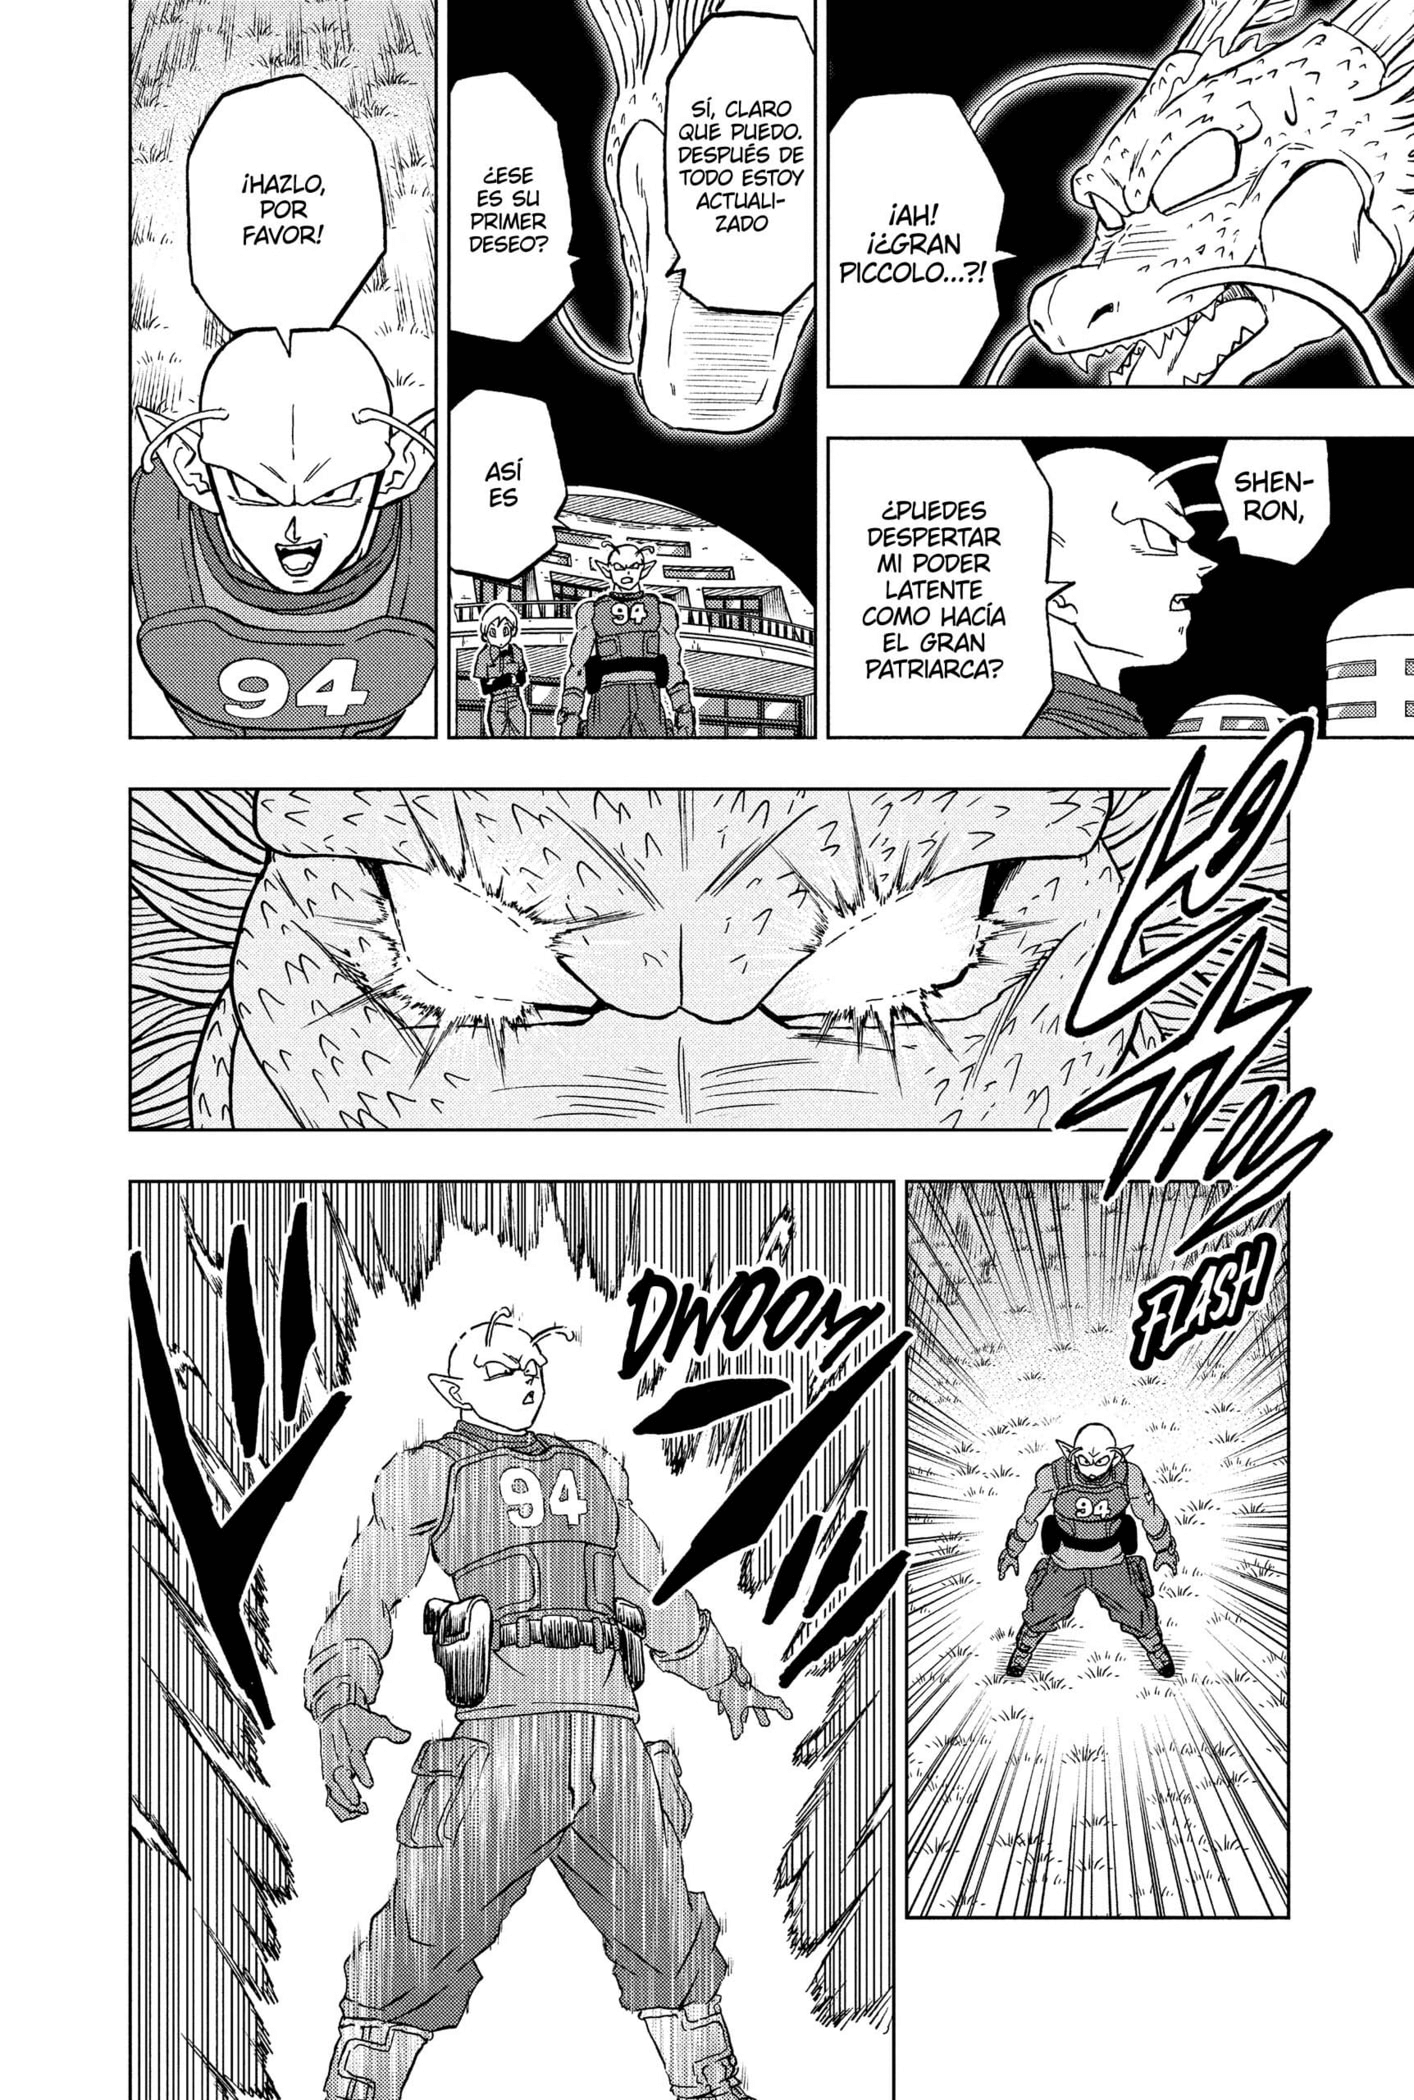 ¡AH!
¡¿GRAN
PICCOLO...?!
SHEN-
RON,
¿PUEDES
DESPERTAR
MI PODER
LATENTE
COMO HACÍA
EL GRAN
PATRIARCA?
SÍ, CLARO
QUE PUEDO.
DESPUÉS DE
TODO ESTOY
ACTUALI-
ZADO
¿ESE
ES SU
PRIMER
DESEO?
ASÍ
ES
94
¡HAZLO,
POR
FAVOR!
94
FLASH
94
DWOOM
94